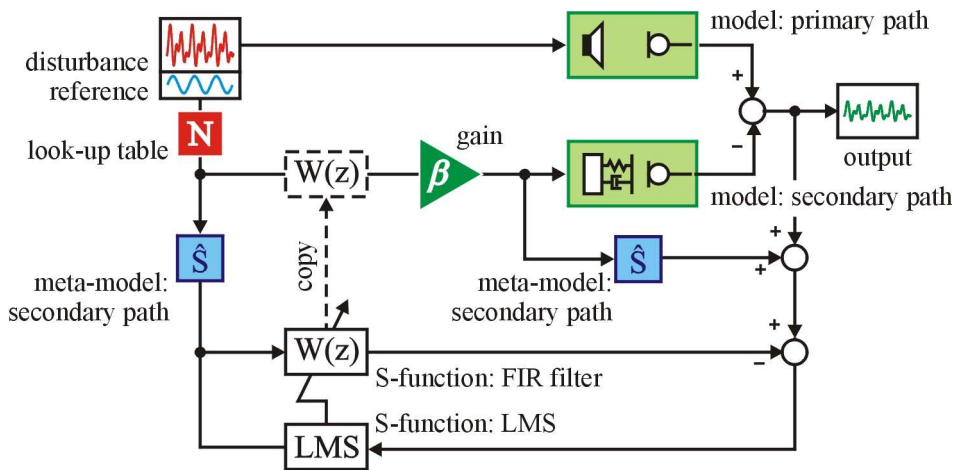 model: primary path
disturbance
reference
+
N
look-up table
gain
−
output
W(z)
β
model: secondary path
copy
Ŝ
Ŝ
+
+
meta-model:
secondary path
meta-model:
secondary path
+
W(z)
−
S-function: FIR filter
S-function: LMS
LMS